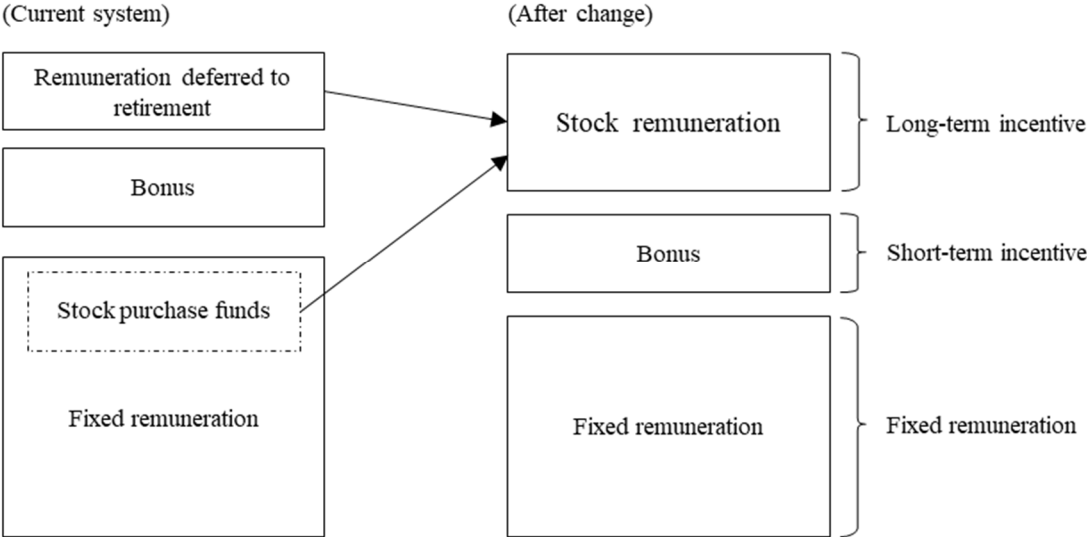 (Current system)
Remuneration deferred to
retirement
Bonus
Stock purchase funds
Fixed remuneration
(After change)
Stock remuneration
Long-term incentive
Bonus
Short-term incentive
Fixed remuneration
Fixed remuneration